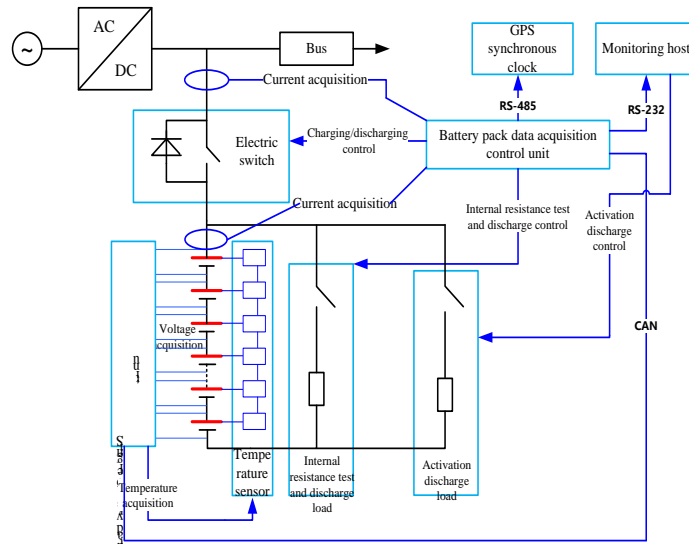 AC
DC
Bus
GPS
synchronous
clock
Monitoring host
Current acquisition
RS-485
RS-232
Electric
switch
Charging/discharging
control
Battery pack data acquisition
control unit
Current acquisition
Internal resistance test
and discharge control
Activation
discharge
control
Voltage
acquisition
CAN
Tempe
rature
sensor
Internal
resistance test
and discharge
load
Activation
discharge
load
Temperature
acquisition